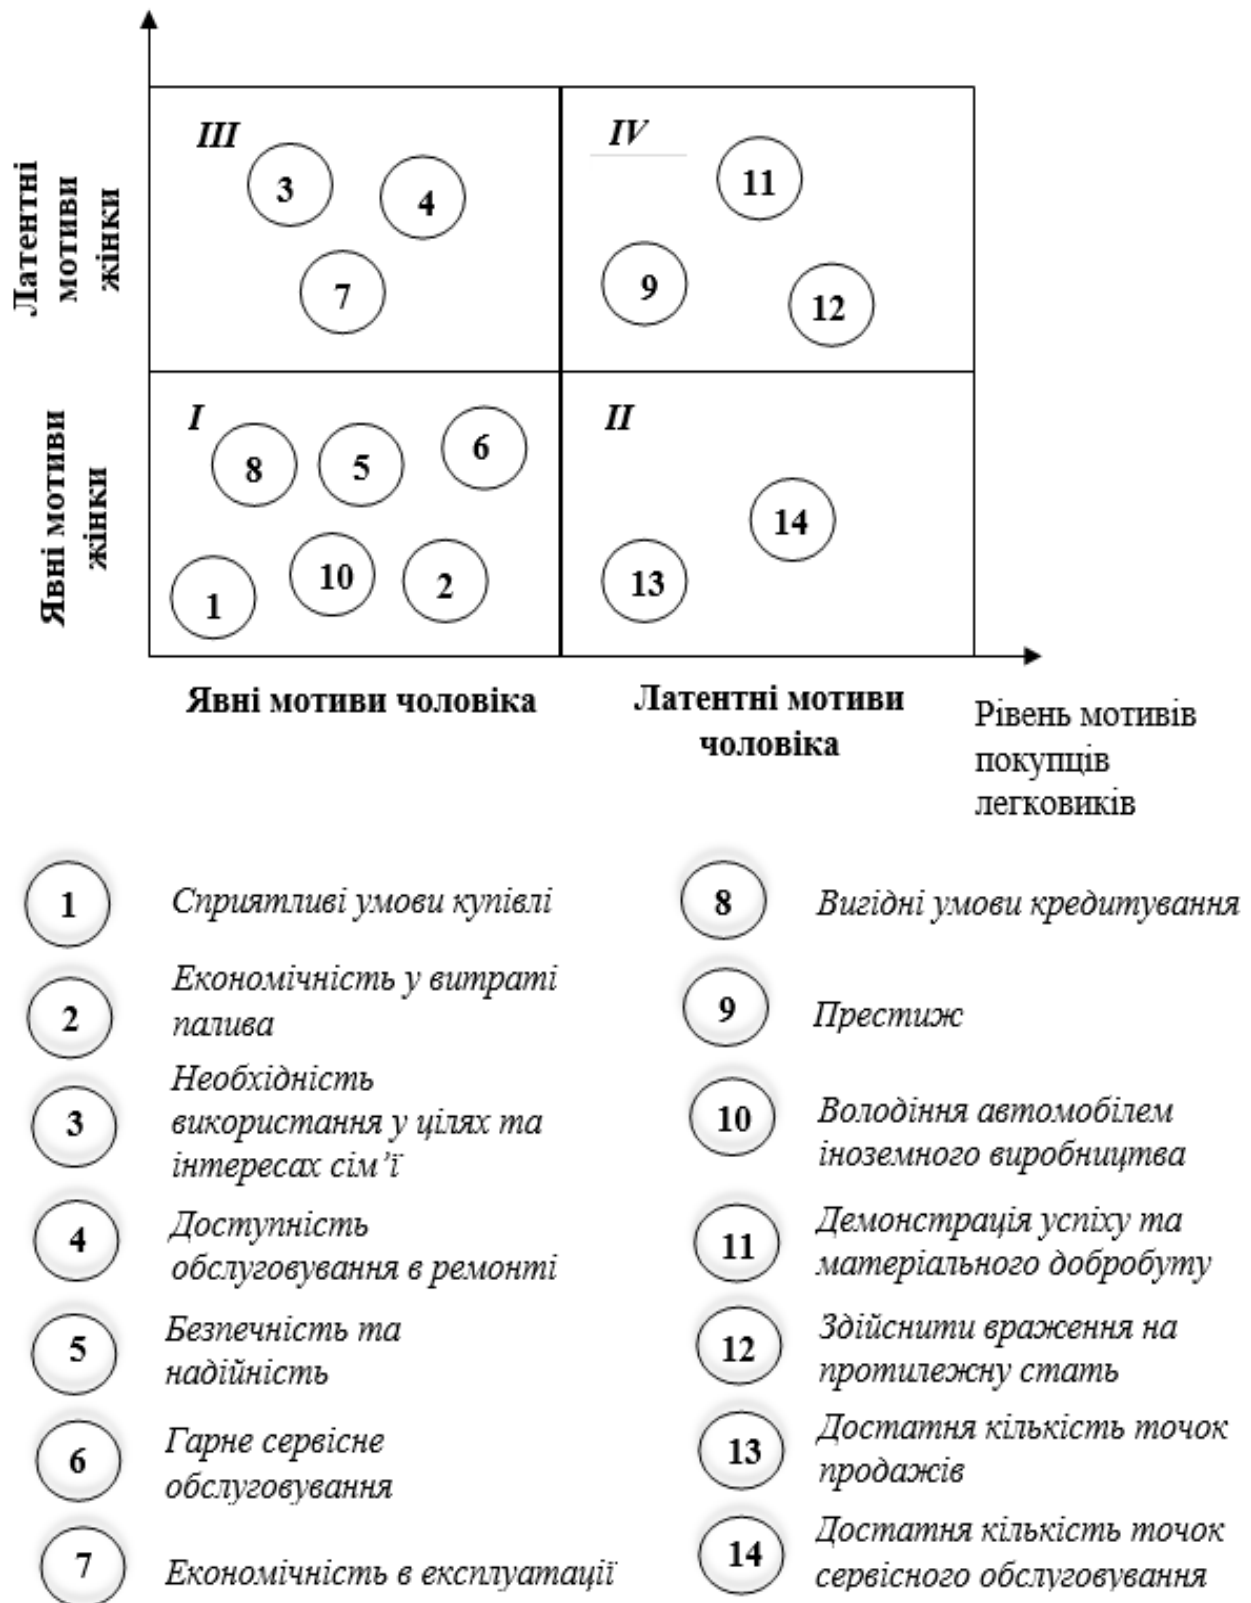 Латентні
мотиви
жінки
III
3
4
7
IV
11
9
12
Явні мотиви
жінки
I
8
5
6
1
10
2
II
14
13
Явні мотиви чоловіка
Латентні мотиви
чоловіка
Рівень мотивів
покупців
легковиків
1
Сприятливі умови купівлі
2
Економічність у витраті
палива
3
Необхідність
використання у цілях та
інтересах сім’ї
4
Доступність
обслуговування в ремонті
5
Безпечність та
надійність
6
Гарне сервісне
обслуговування
7
Економічність в експлуатації
8
Вигідні умови кредитування
9
Престиж
10
Володіння автомобілем
іноземного виробництва
11
Демонстрація успіху та
матеріального добробуту
12
Здійснити враження на
протилежну стать
13
Достатня кількість точок
продажів
14
Достатня кількість точок
сервісного обслуговування